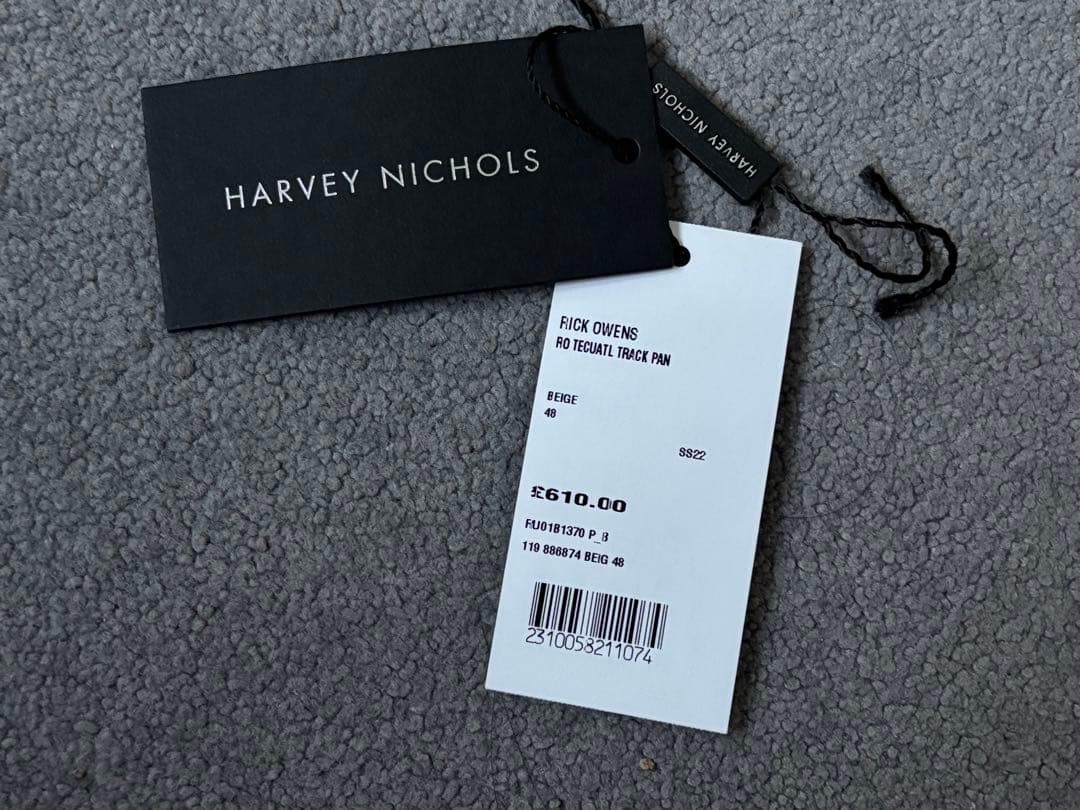 HARVEY NICHOLS
HARVEY NICHOLS
RICK OWENS
RO TECUATL TRACK PAN
BEIGE
48
SS22
£610.00
RU01B1370 P_B
119 886874 BEIG 48
2310058211074